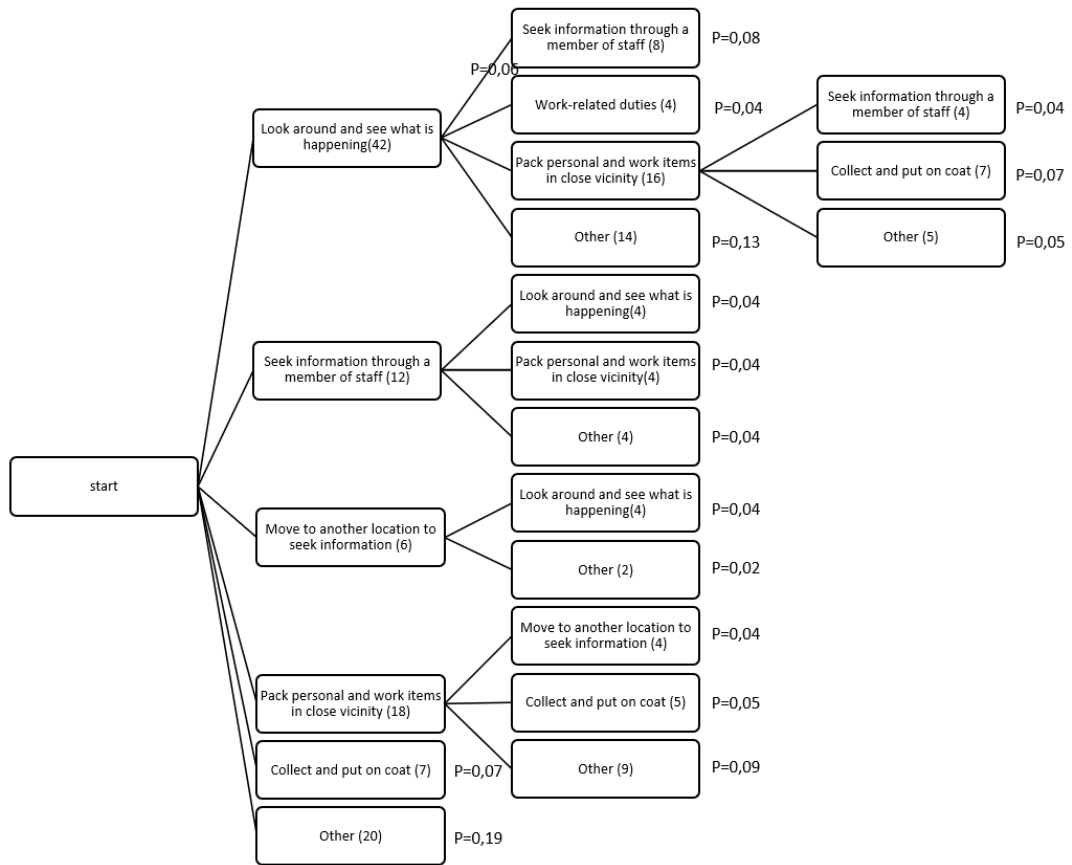 Seek information through a
member of staff (8)
P=0,08
P=0,06
Work-related duties (4)
P=0,04
Seek information through a
member of staff (4)
P=0,04
Look around and see what is
happening(42)
Pack personal and work items
in close vicinity (16)
Collect and put on coat (7)
P=0,07
Other (14)
P=0,13
Other (5)
P=0,05
Look around and see what is
happening(4)
P=0,04
Seek information through a
member of staff (12)
Pack personal and work items
in close vicinity(4)
P=0,04
Other (4)
P=0,04
start
Look around and see what is
happening(4)
P=0,04
Move to another location to
seek information (6)
Other (2)
P=0,02
Move to another location to
seek information (4)
P=0,04
Pack personal and work items
in close vicinity (18)
Collect and put on coat (5)
P=0,05
Other (9)
P=0,09
Collect and put on coat (7)
P=0,07
Other (20)
P=0,19